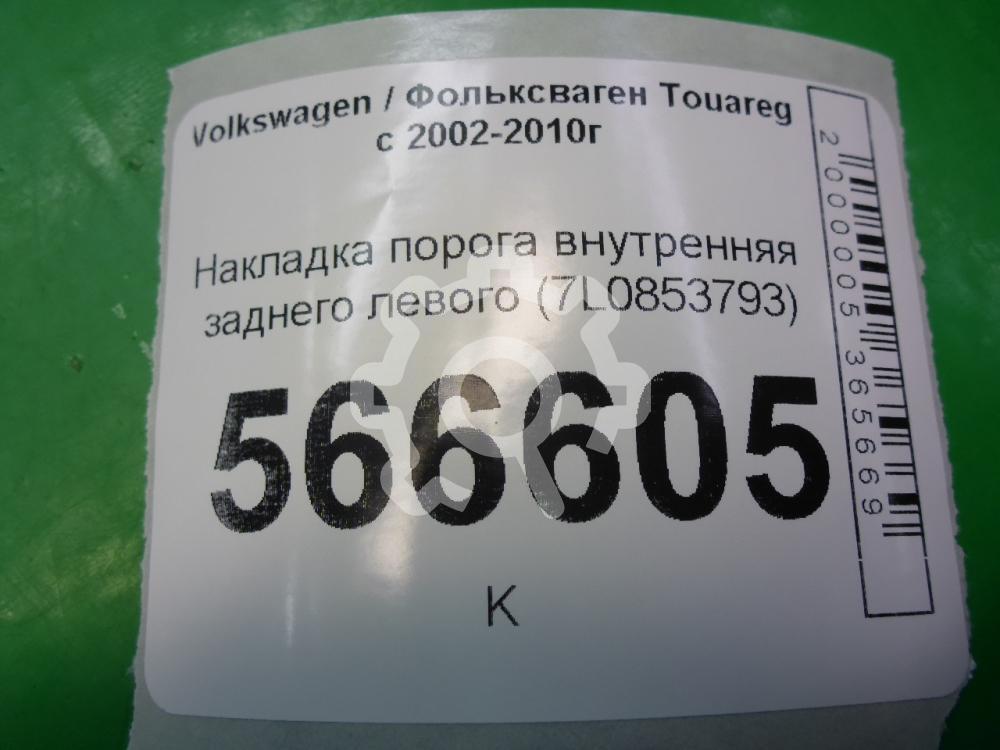 Volkswagen / Фольксваген Touareg
с 2002-2010г
Накладка порога внутренняя
заднего левого (7L0853793)
566605
К
2000005365669